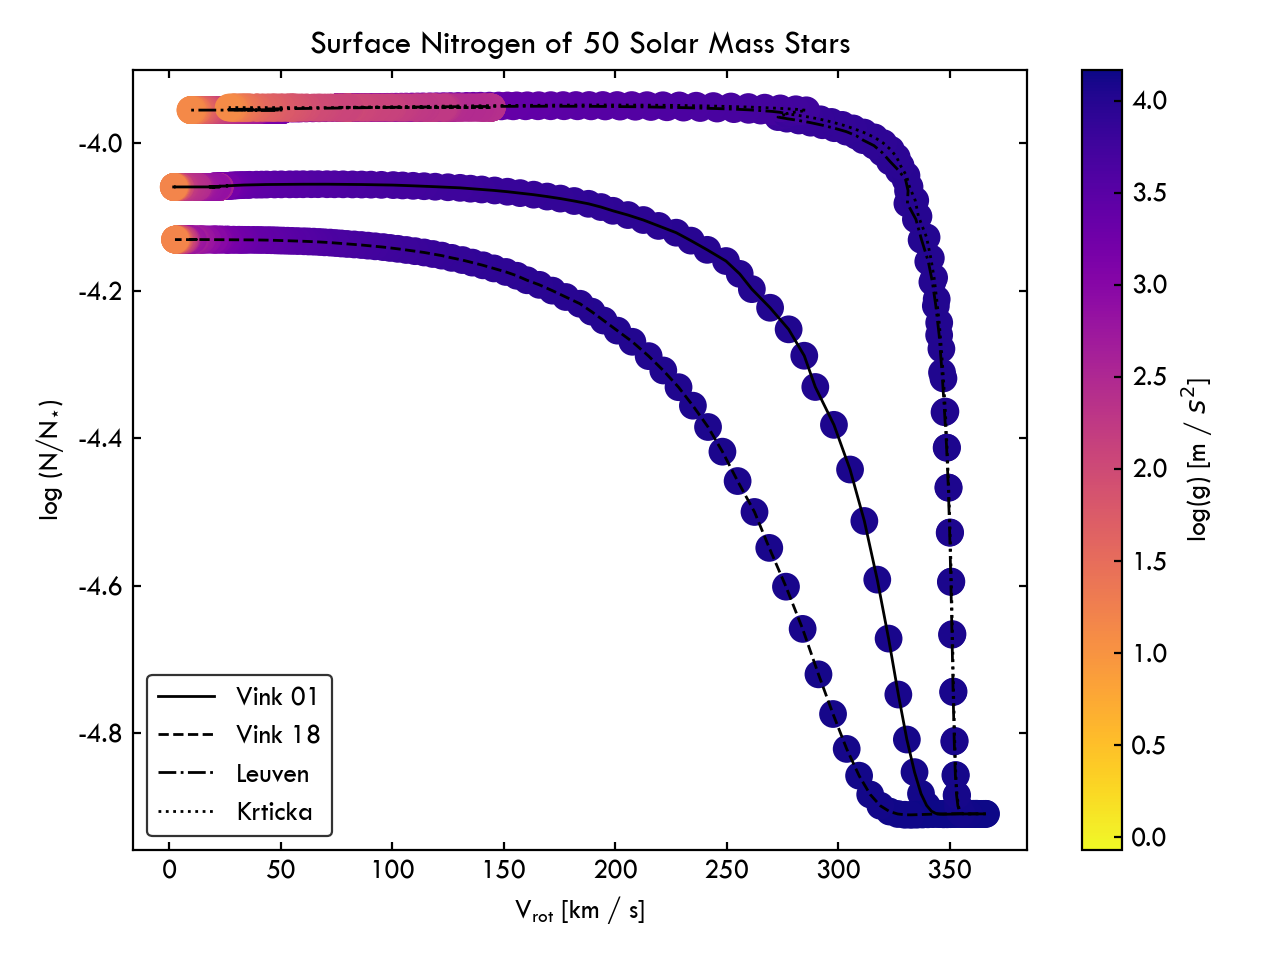 Surface Nitrogen of 50 Solar Mass Stars
-4.0
-4.2
-4.4
-4.6
-4.8
log (N/N⋆)
0
50
100
150
200
250
300
350
V_rot [km / s]
Vink 01
Vink 18
Leuven
Krticka
4.0
3.5
3.0
2.5
2.0
1.5
1.0
0.5
0.0
log(g) [m / s²]